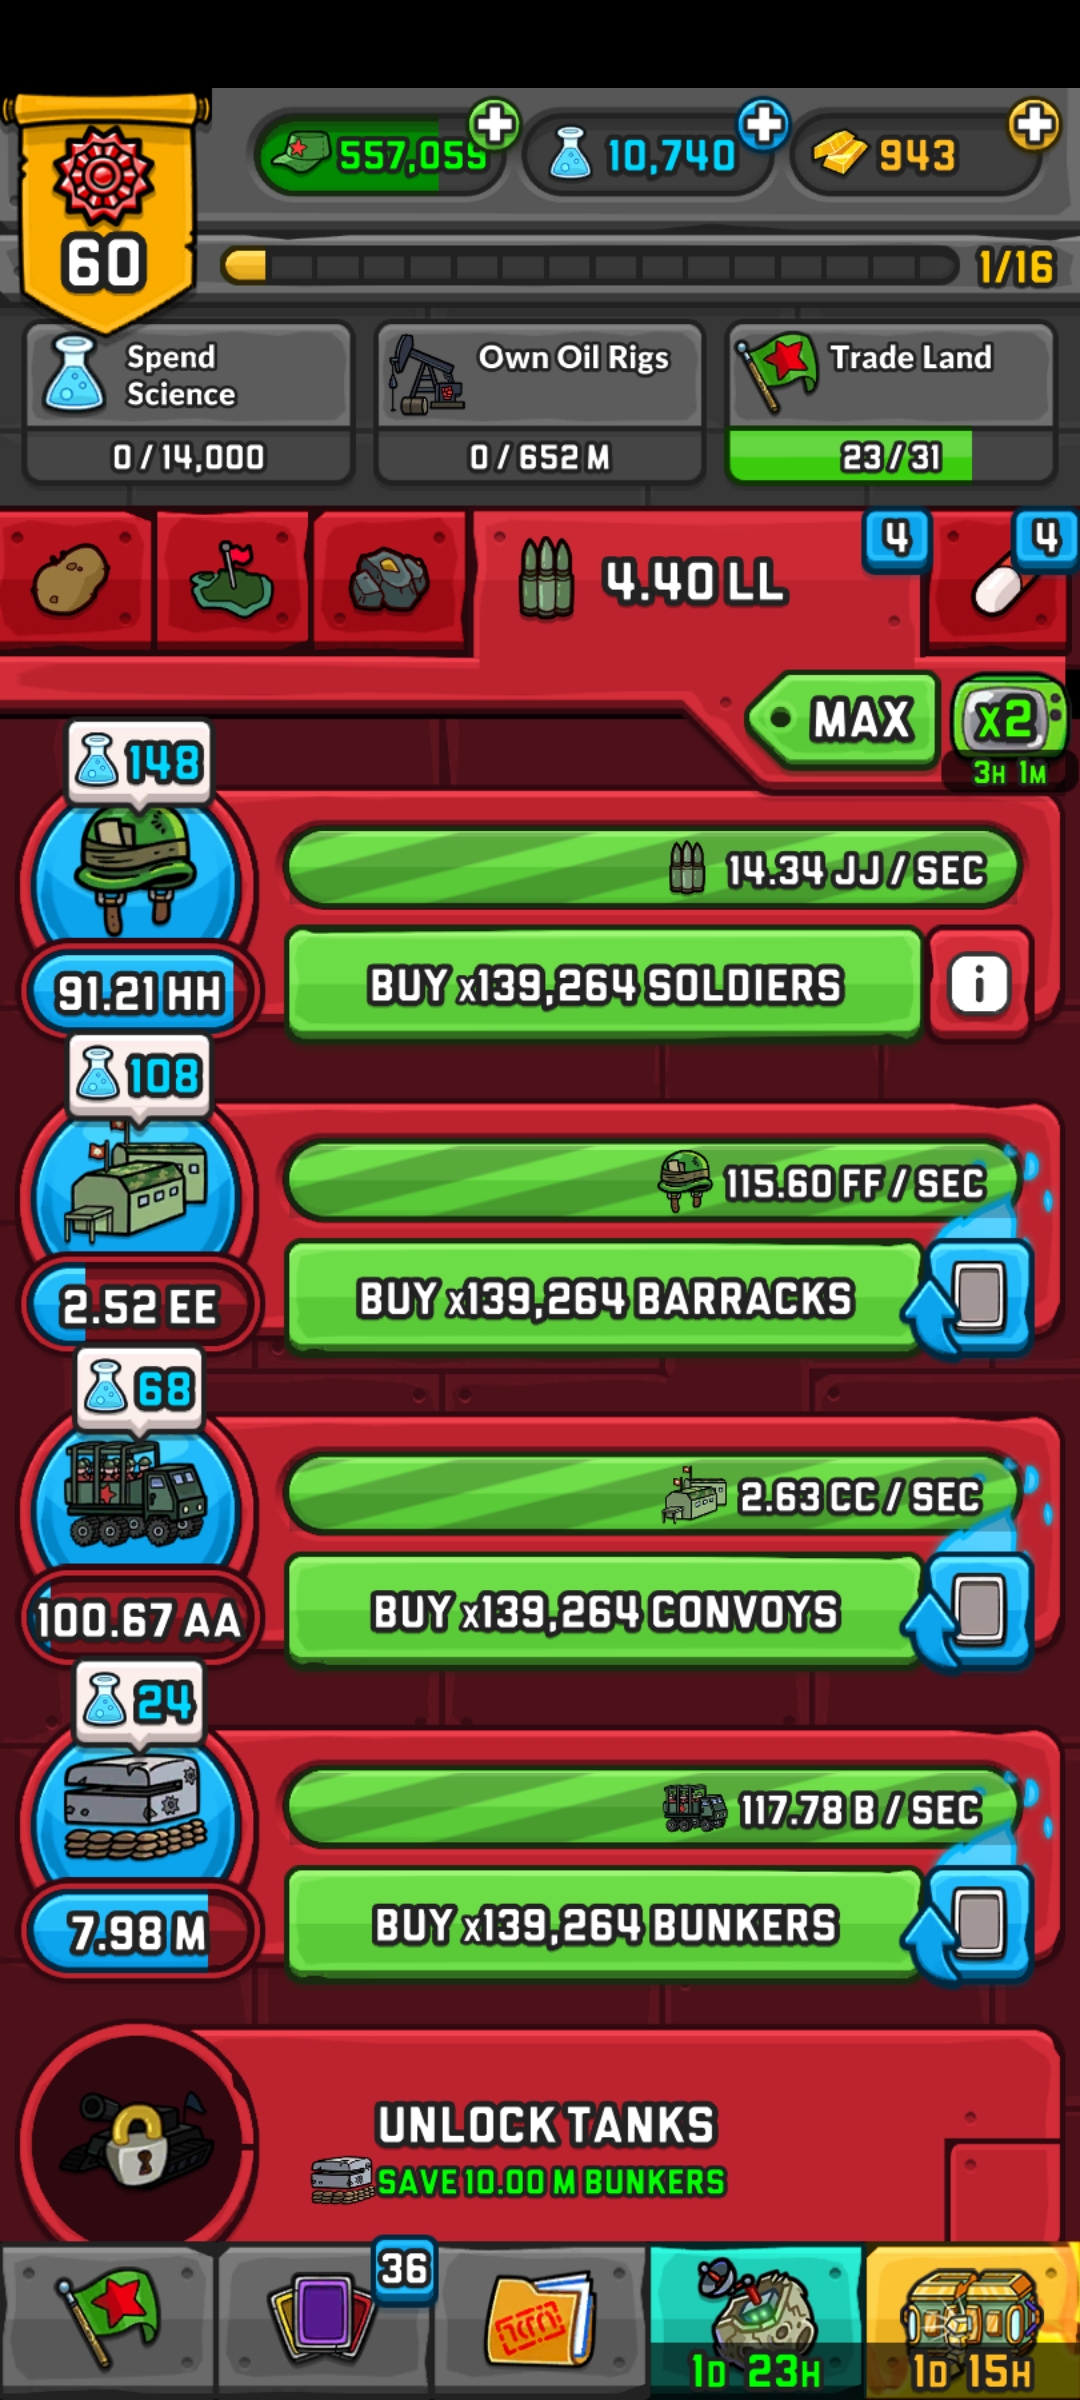 557,059
10,740
943
60
1/16
Spend
Science
0/14,000
Own Oil Rigs
0/652 M
Trade Land
23/31
4.40 LL
4
4
MAX
x2
3H 1M
148
14.34 JJ/SEC
91.21 HH
BUY x139,264 SOLDIERS
i
108
115.60 FF/SEC
2.52 EE
BUY x139,264 BARRACKS
68
2.63 CC/SEC
100.67 AA
BUY x139,264 CONVOYS
24
117.78 B/SEC
7.98 M
BUY x139,264 BUNKERS
UNLOCK TANKS
SAVE 10.00 M BUNKERS
36
1D 23H
1D 15H